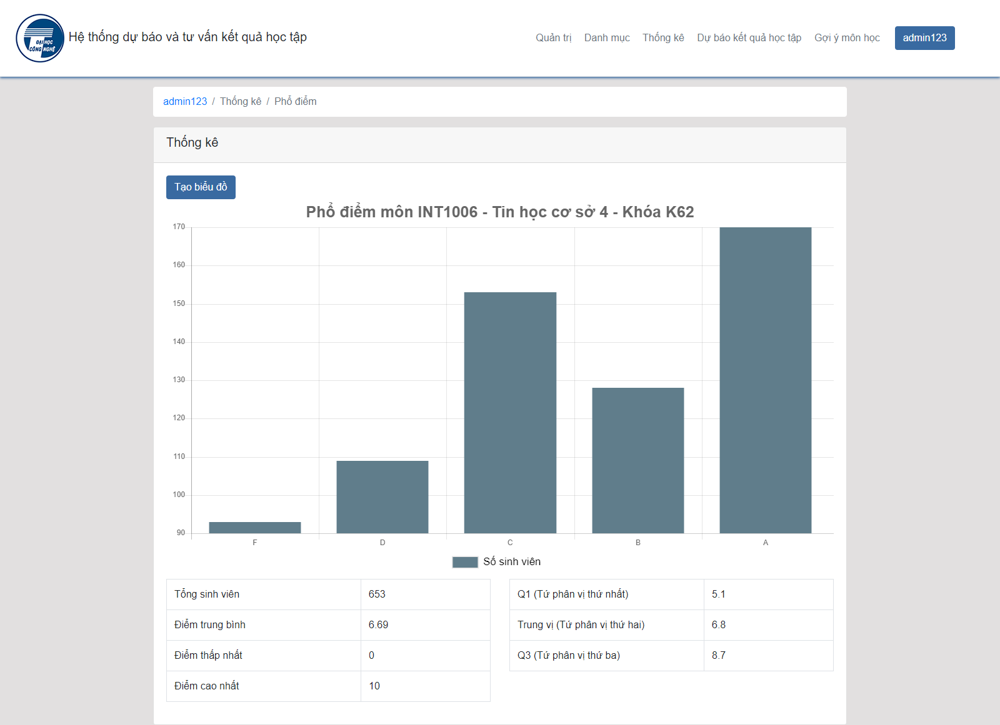 ĐẠI HỌC
CÔNG NGHỆ
Hệ thống dự báo và tư vấn kết quả học tập
Quản trị Danh mục Thống kê Dự báo kết quả học tập Gợi ý môn học admin123
admin123 / Thống kê / Phổ điểm
Thống kê
Tạo biểu đồ
Phổ điểm môn INT1006 - Tin học cơ sở 4 - Khóa K62
170
160
150
140
130
120
110
100
90
F D C B A
Số sinh viên
Tổng sinh viên 653
Điểm trung bình 6.69
Điểm thấp nhất 0
Điểm cao nhất 10
Q1 (Tứ phân vị thứ nhất) 5.1
Trung vị (Tứ phân vị thứ hai) 6.8
Q3 (Tứ phân vị thứ ba) 8.7